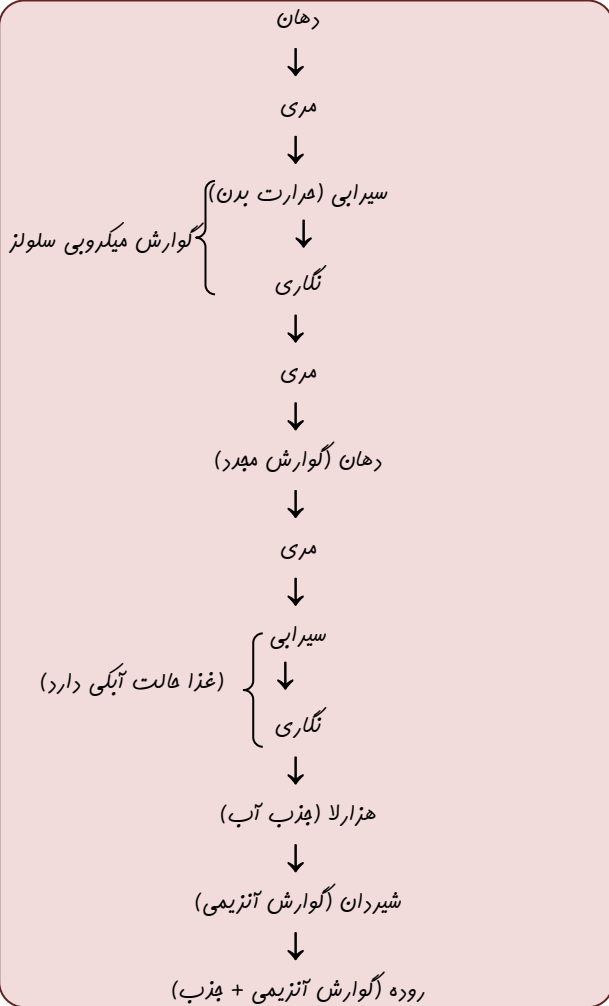 دهان
↓
مری
↓
سیرابی (حرارت بدن)
↓
گوارش میکروبی سلولز
نگاری
↓
مری
↓
دهان (گوارش مجدد)
↓
مری
↓
سیرابی
↓
(غذا حالت آبکی دارد)
نگاری
↓
هزارلا (جذب آب)
↓
شیردان (گوارش آنزیمی)
↓
روده (گوارش آنزیمی + جذب)